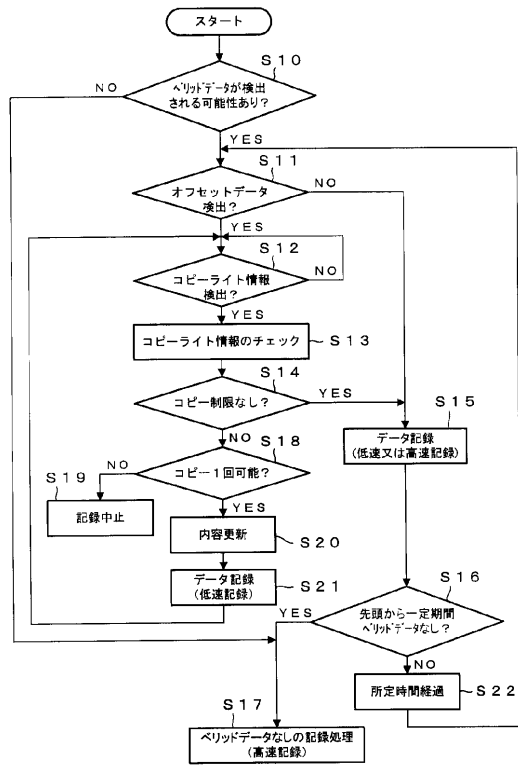 スタート
S10
NO
ベリッドデータが検出
される可能性あり?
YES
S11
NO
オフセットデータ
検出?
YES
S12
コピーライト情報
検出?
NO
YES
コピーライト情報のチェック
S13
S14
コピー制限なし?
YES
S15
NO
S18
データ記録
(低速又は高速記録)
NO
コピー1回可能?
S19
YES
記録中止
内容更新
S20
データ記録
(低速記録)
S21
S16
YES
先頭から一定期間
ベリッドデータなし?
NO
所定時間経過
S22
S17
ベリッドデータなしの記録処理
(高速記録)